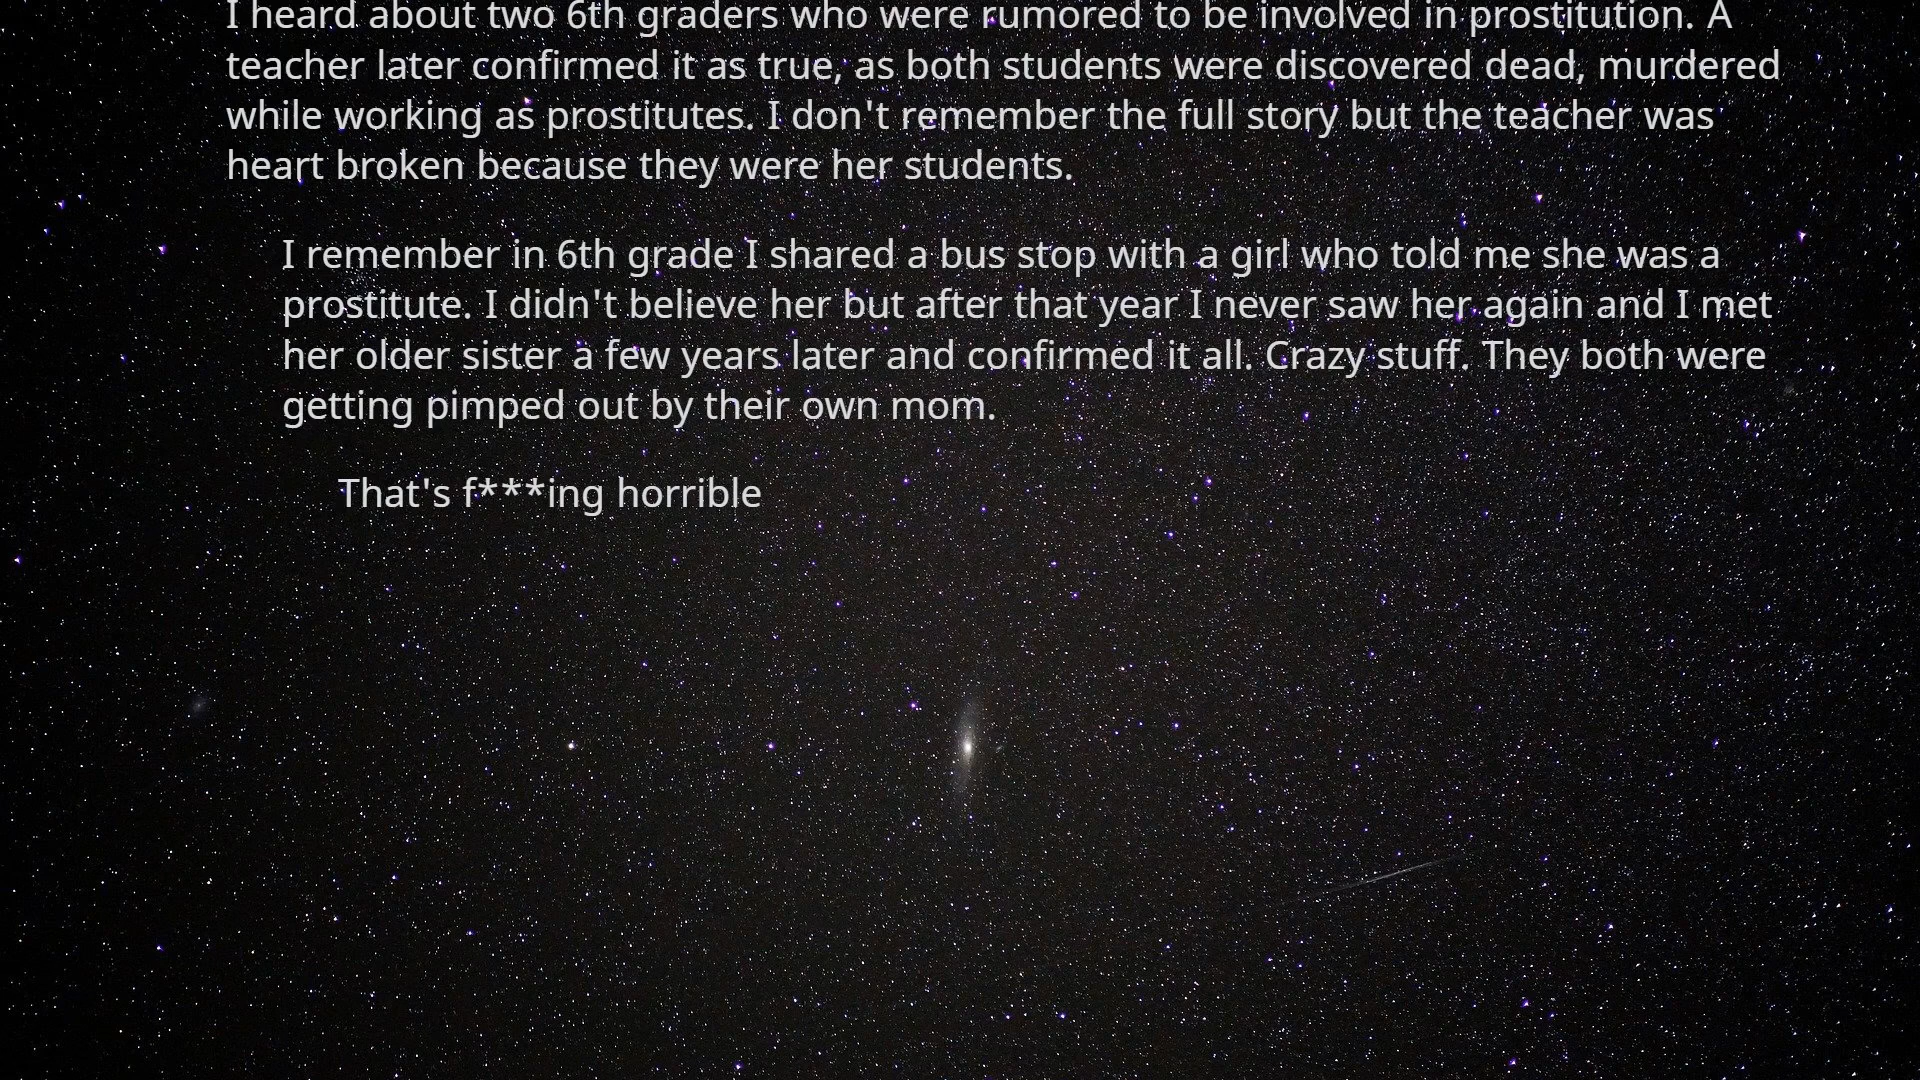 I heard about two 6th graders who were rumored to be involved in prostitution. A
teacher later confirmed it as true, as both students were discovered dead, murdered
while working as prostitutes. I don't remember the full story but the teacher was
heart broken because they were her students.
I remember in 6th grade I shared a bus stop with a girl who told me she was a
prostitute. I didn't believe her but after that year I never saw her again and I met
her older sister a few years later and confirmed it all. Crazy stuff. They both were
getting pimped out by their own mom.
That's f***ing horrible